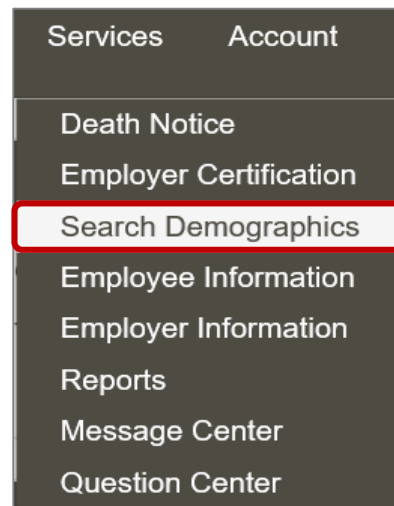 Services Account
Death Notice
Employer Certification
Search Demographics
Employee Information
Employer Information
Reports
Message Center
Question Center